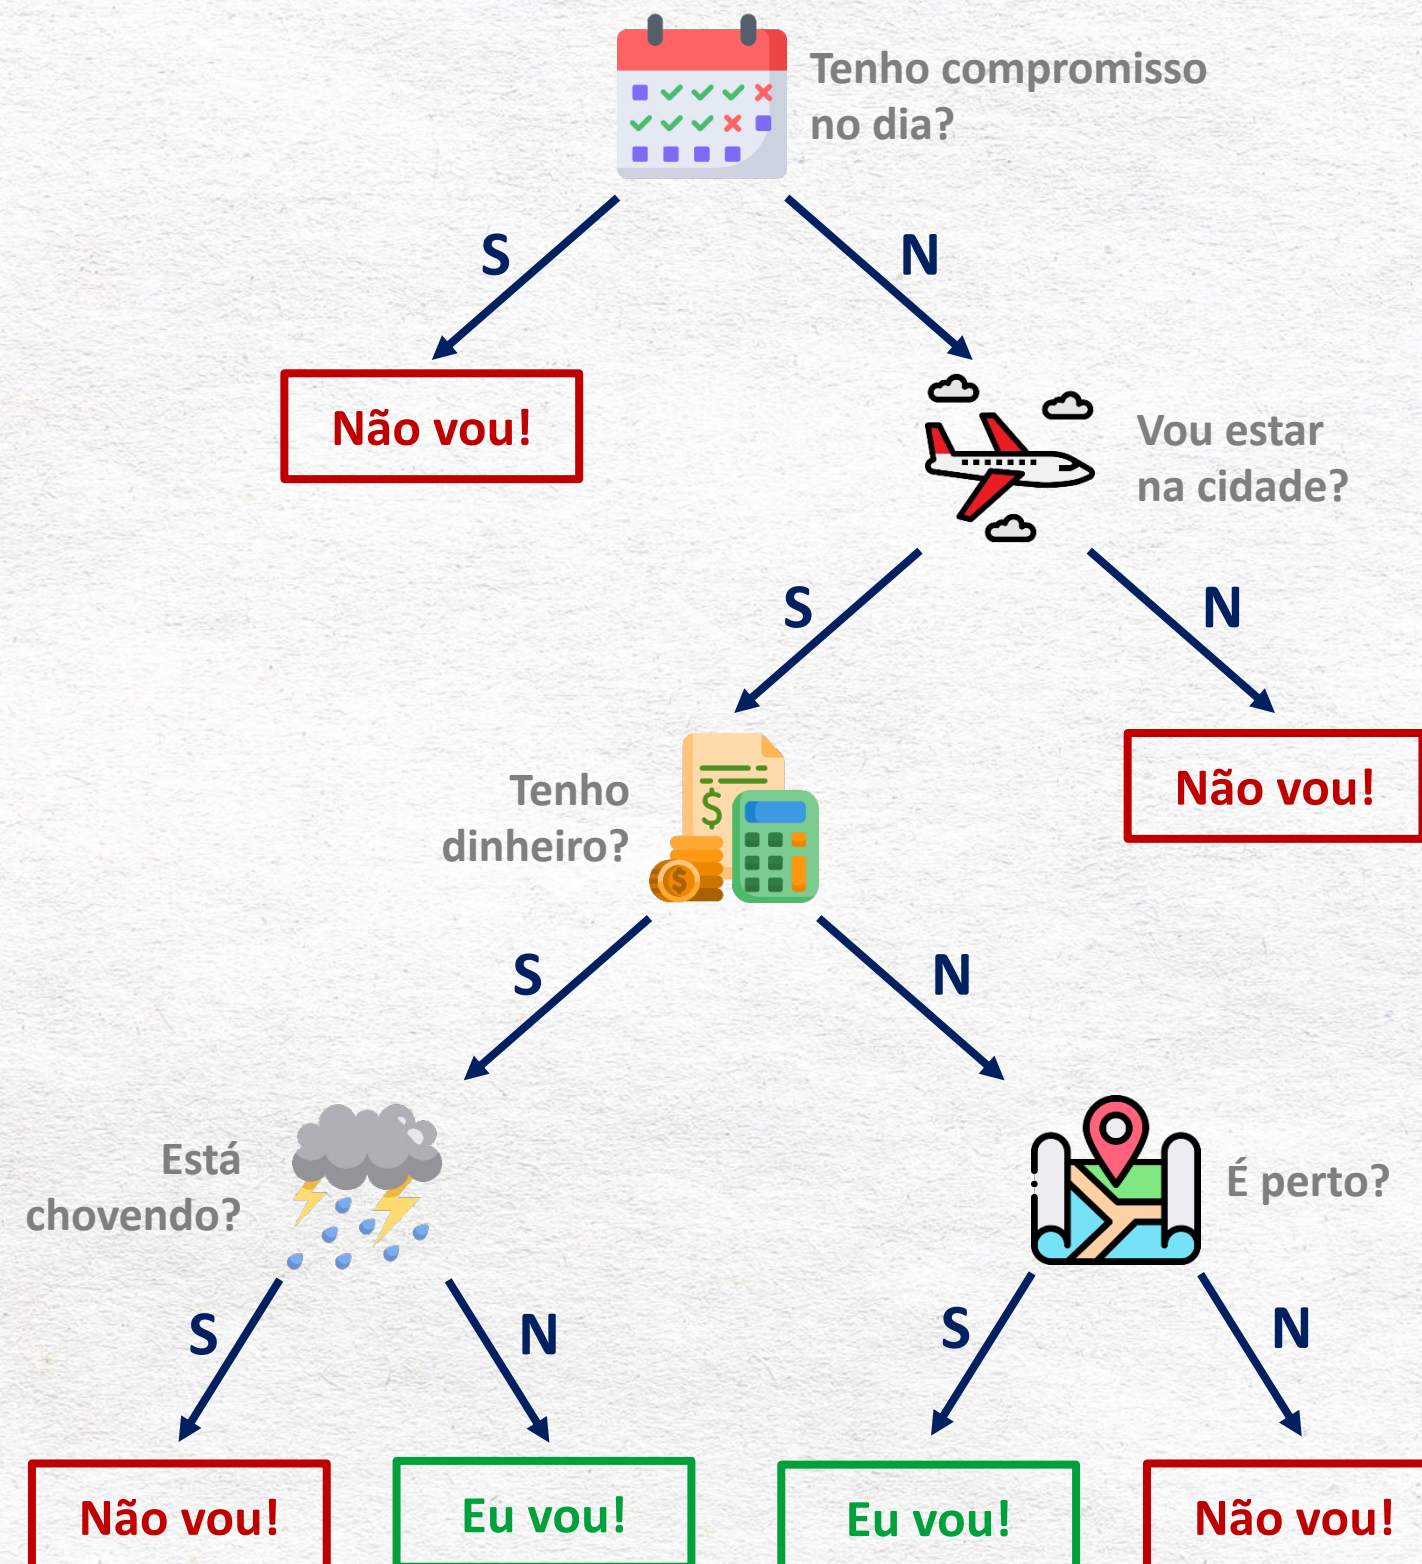 Tenho compromisso
no dia?
S
N
Não vou!
Vou estar
na cidade?
S
N
Tenho
dinheiro?
Não vou!
S
N
Está
chovendo?
É perto?
S
N
S
N
Não vou!
Eu vou!
Eu vou!
Não vou!